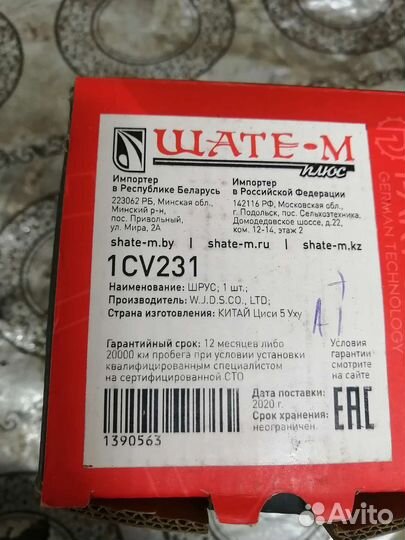 ШАТЕ-М
плюс
Импортер
в Республике Беларусь
223062 РБ, Минская обл.,
Минский р-н,
пос. Привольный,
ул. Мира, 2А
Импортер
в Российской Федерации
142116 РФ, Московская обл.,
г. Подольск, пос. Сельхозтехника,
Домодедовское шоссе, д.22,
ком. 12-14, этаж 2
shate-m.by | shate-m.ru | shate-m.kz
1CV231
Наименование: ШРУС; 1 шт.;
Производитель: W.J.D.S.CO., LTD;
Страна изготовления: КИТАЙ Циси 5 Уху
Гарантийный срок: 12 месяцев либо
20000 км пробега при условии установки
квалифицированным специалистом
на сертифицированной СТО
Условия
гарантии
смотрите
на сайте
1390563
Дата поставки:
2020 г.
Срок хранения:
неограничен.
EAC
GERMAN TECHNOLOGY
Avito